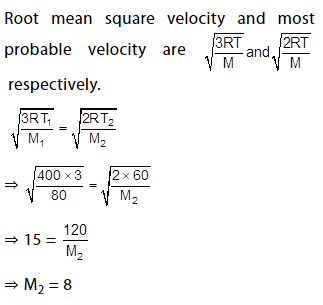 Root mean square velocity and most
probable velocity are √(3RT/M) and √(2RT/M)
respectively.
√(3RT₁/M₁) = √(2RT₂/M₂)
⇒ √(400 × 3/80) = √(2 × 60/M₂)
⇒ 15 = 120/M₂
⇒ M₂ = 8